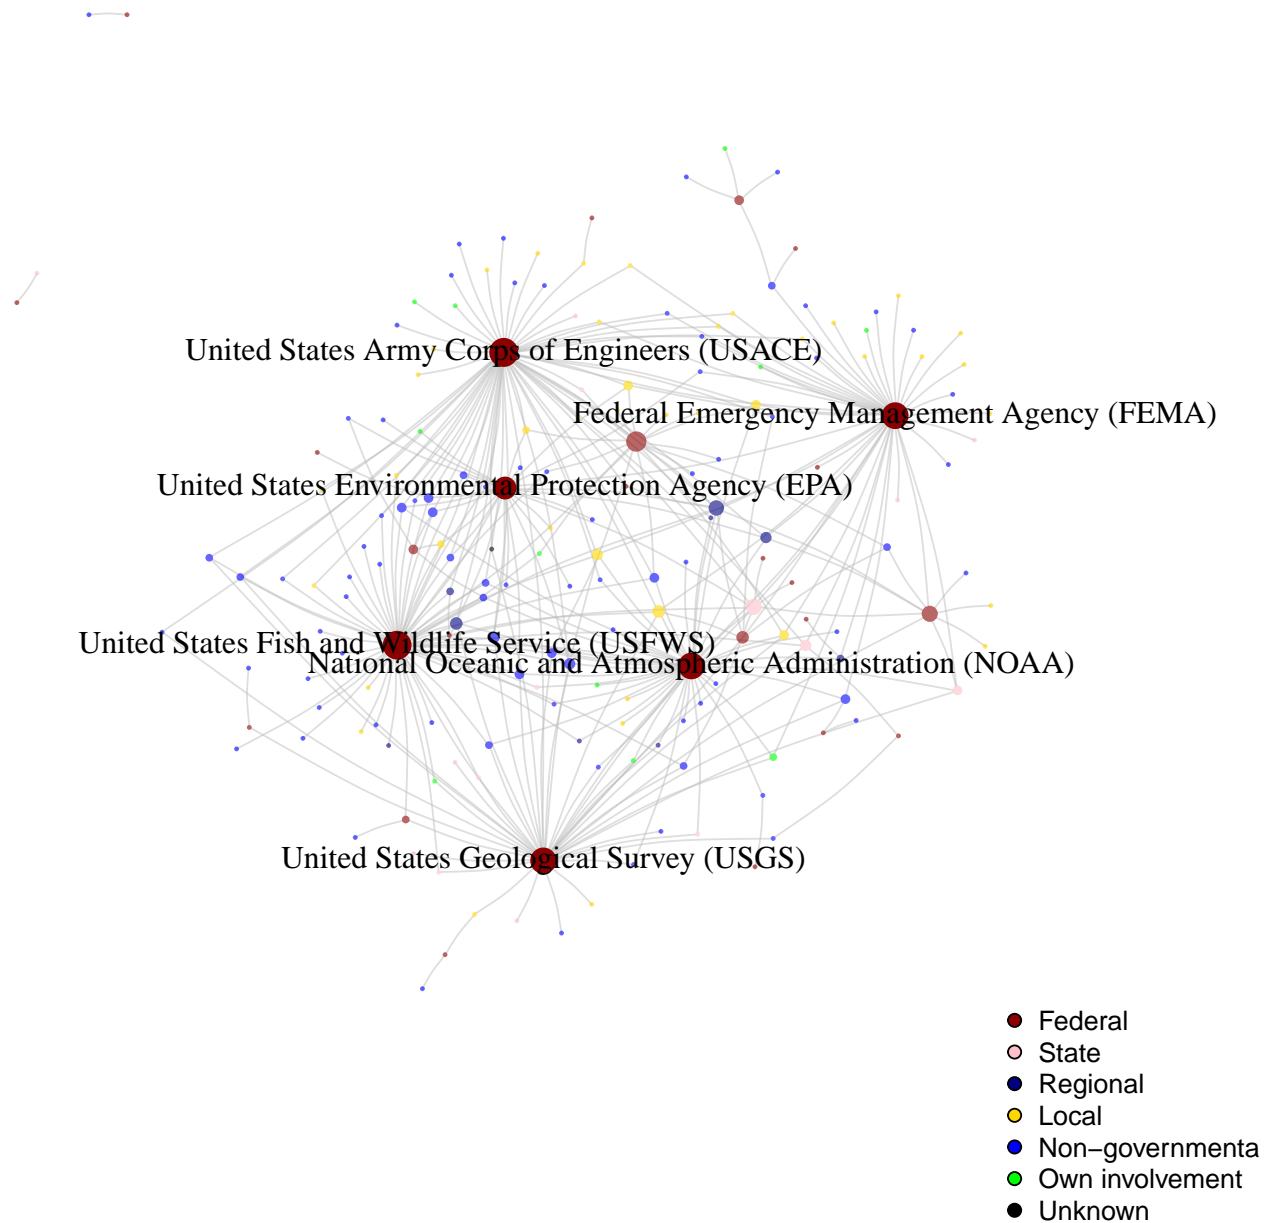 United States Army Corps of Engineers (USACE)
Federal Emergency Management Agency (FEMA)
United States Environmental Protection Agency (EPA)
United States Fish and Wildlife Service (USFWS)
National Oceanic and Atmospheric Administration (NOAA)
United States Geological Survey (USGS)
Federal
State
Regional
Local
Non−governmenta
Own involvement
Unknown